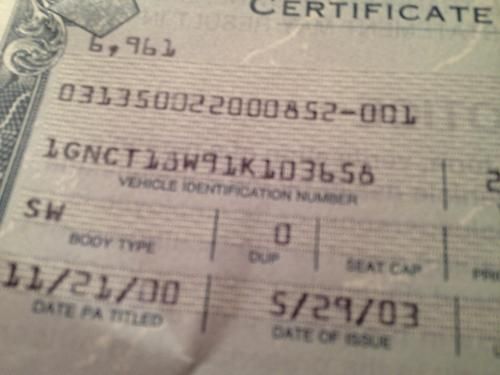 CERTIFICATE
6,961
031350022000852-001
1GNCT18W91K103656
VEHICLE IDENTIFICATION NUMBER
SW 0
BODY TYPE DUP SEAT CAP
11/21/00 5/29/03
DATE PA TITLED DATE OF ISSUE